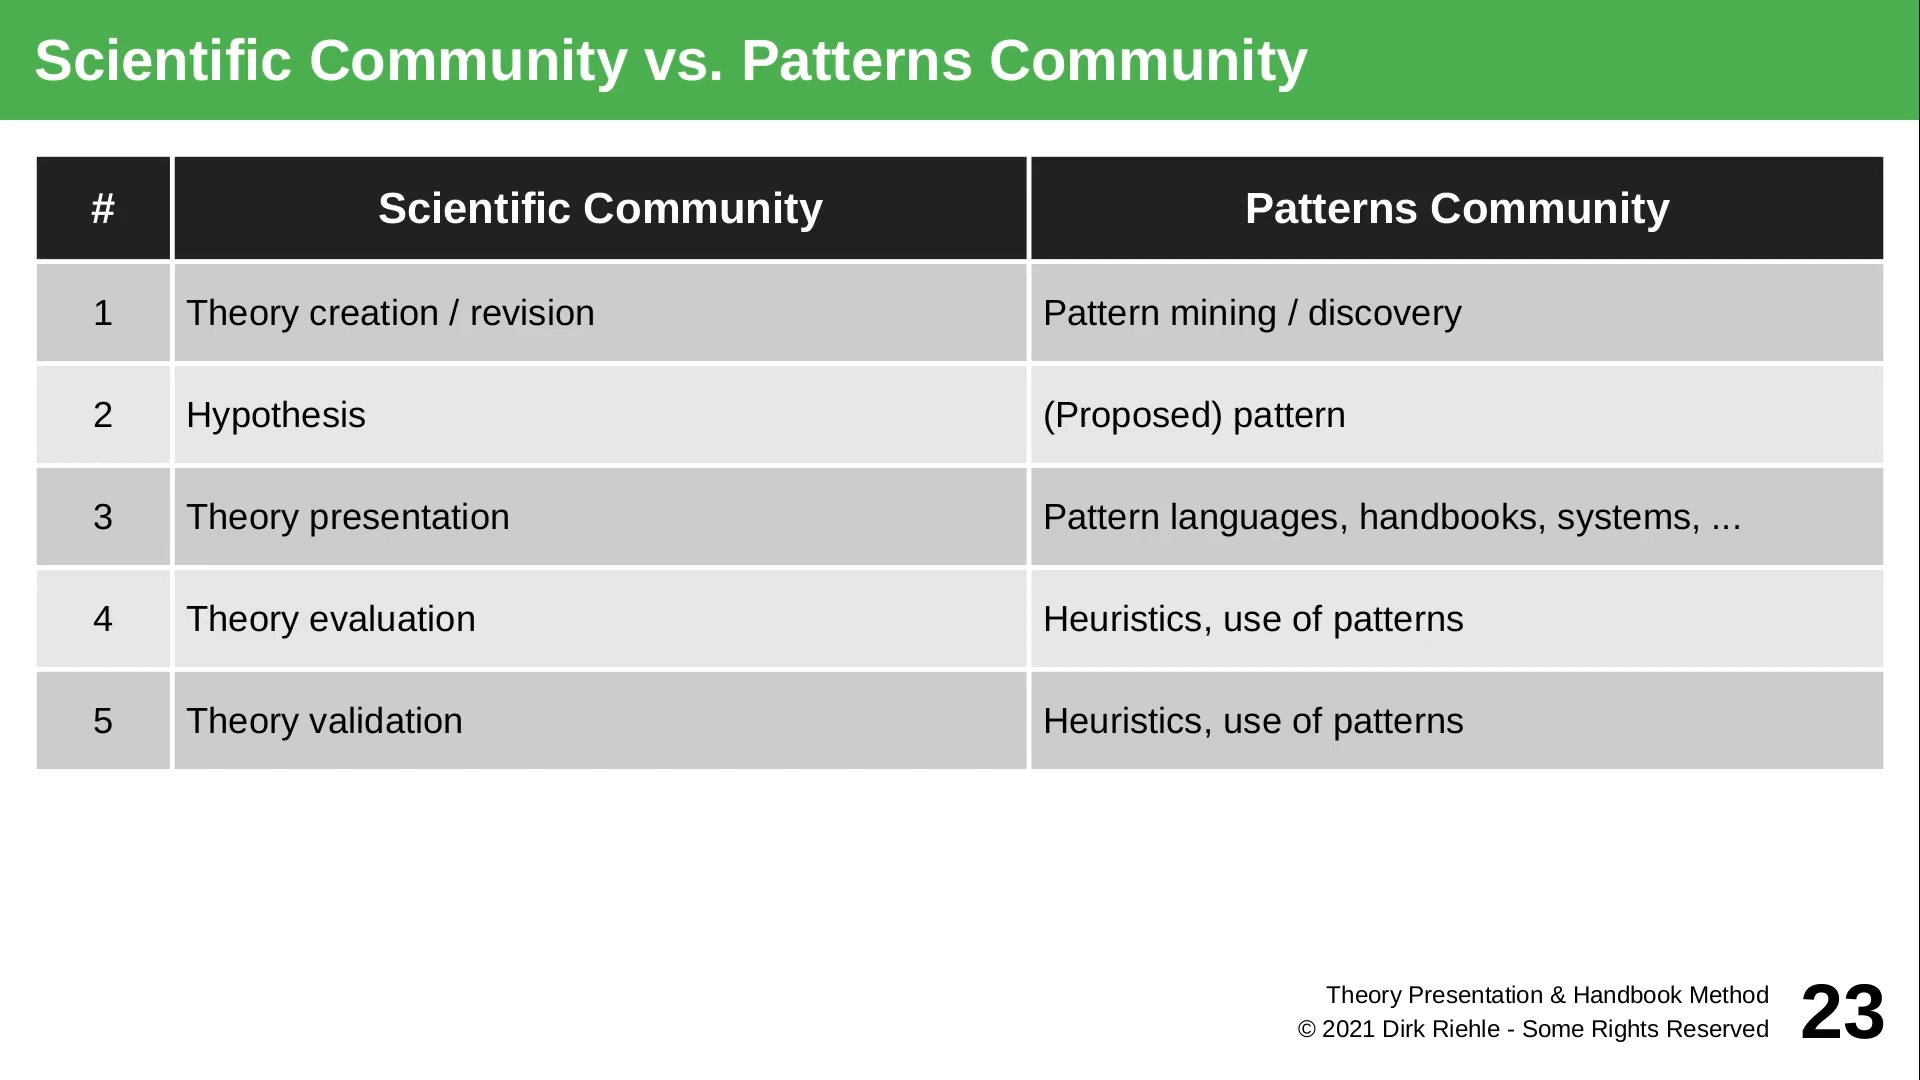 Scientific Community vs. Patterns Community
# Scientific Community Patterns Community
1 Theory creation / revision Pattern mining / discovery
2 Hypothesis (Proposed) pattern
3 Theory presentation Pattern languages, handbooks, systems, ...
4 Theory evaluation Heuristics, use of patterns
5 Theory validation Heuristics, use of patterns
Theory Presentation & Handbook Method
© 2021 Dirk Riehle - Some Rights Reserved
23